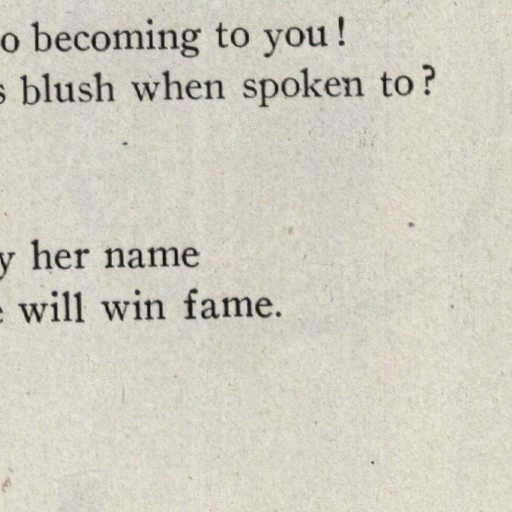 o becoming to you!
s blush when spoken to?
y her name
e will win fame.